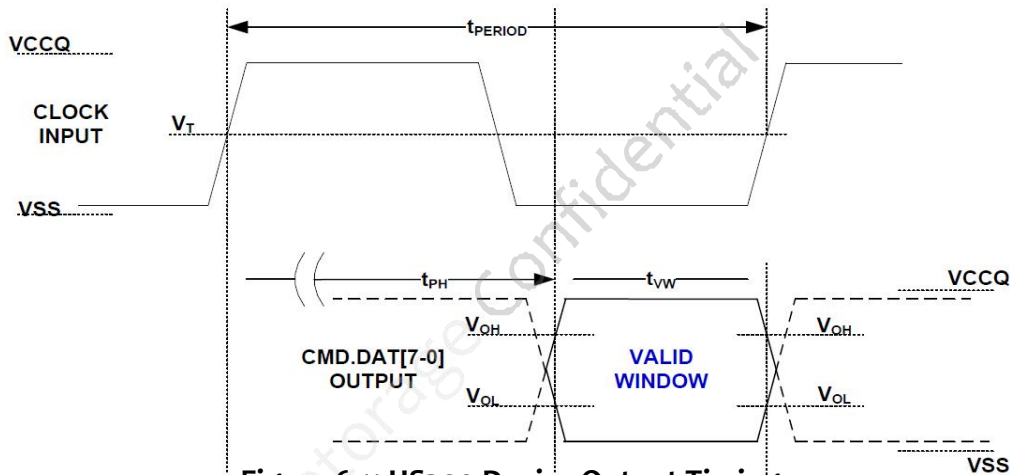 tPERIOD
VCCQ
CLOCK
INPUT
VT
VSS
tPH
tVW
VCCQ
VOH
VOH
CMD.DAT[7-0]
OUTPUT
VALID
WINDOW
VOL
VOL
VSS
Confidential